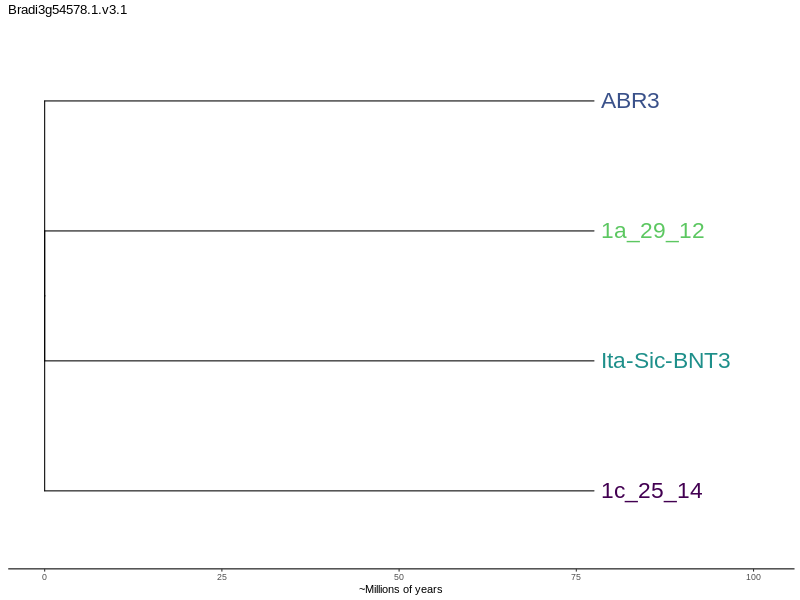 Bradi3g54578.1.v3.1
ABR3
1a_29_12
Ita-Sic-BNT3
1c_25_14
0 25 50 75 100
~Millions of years